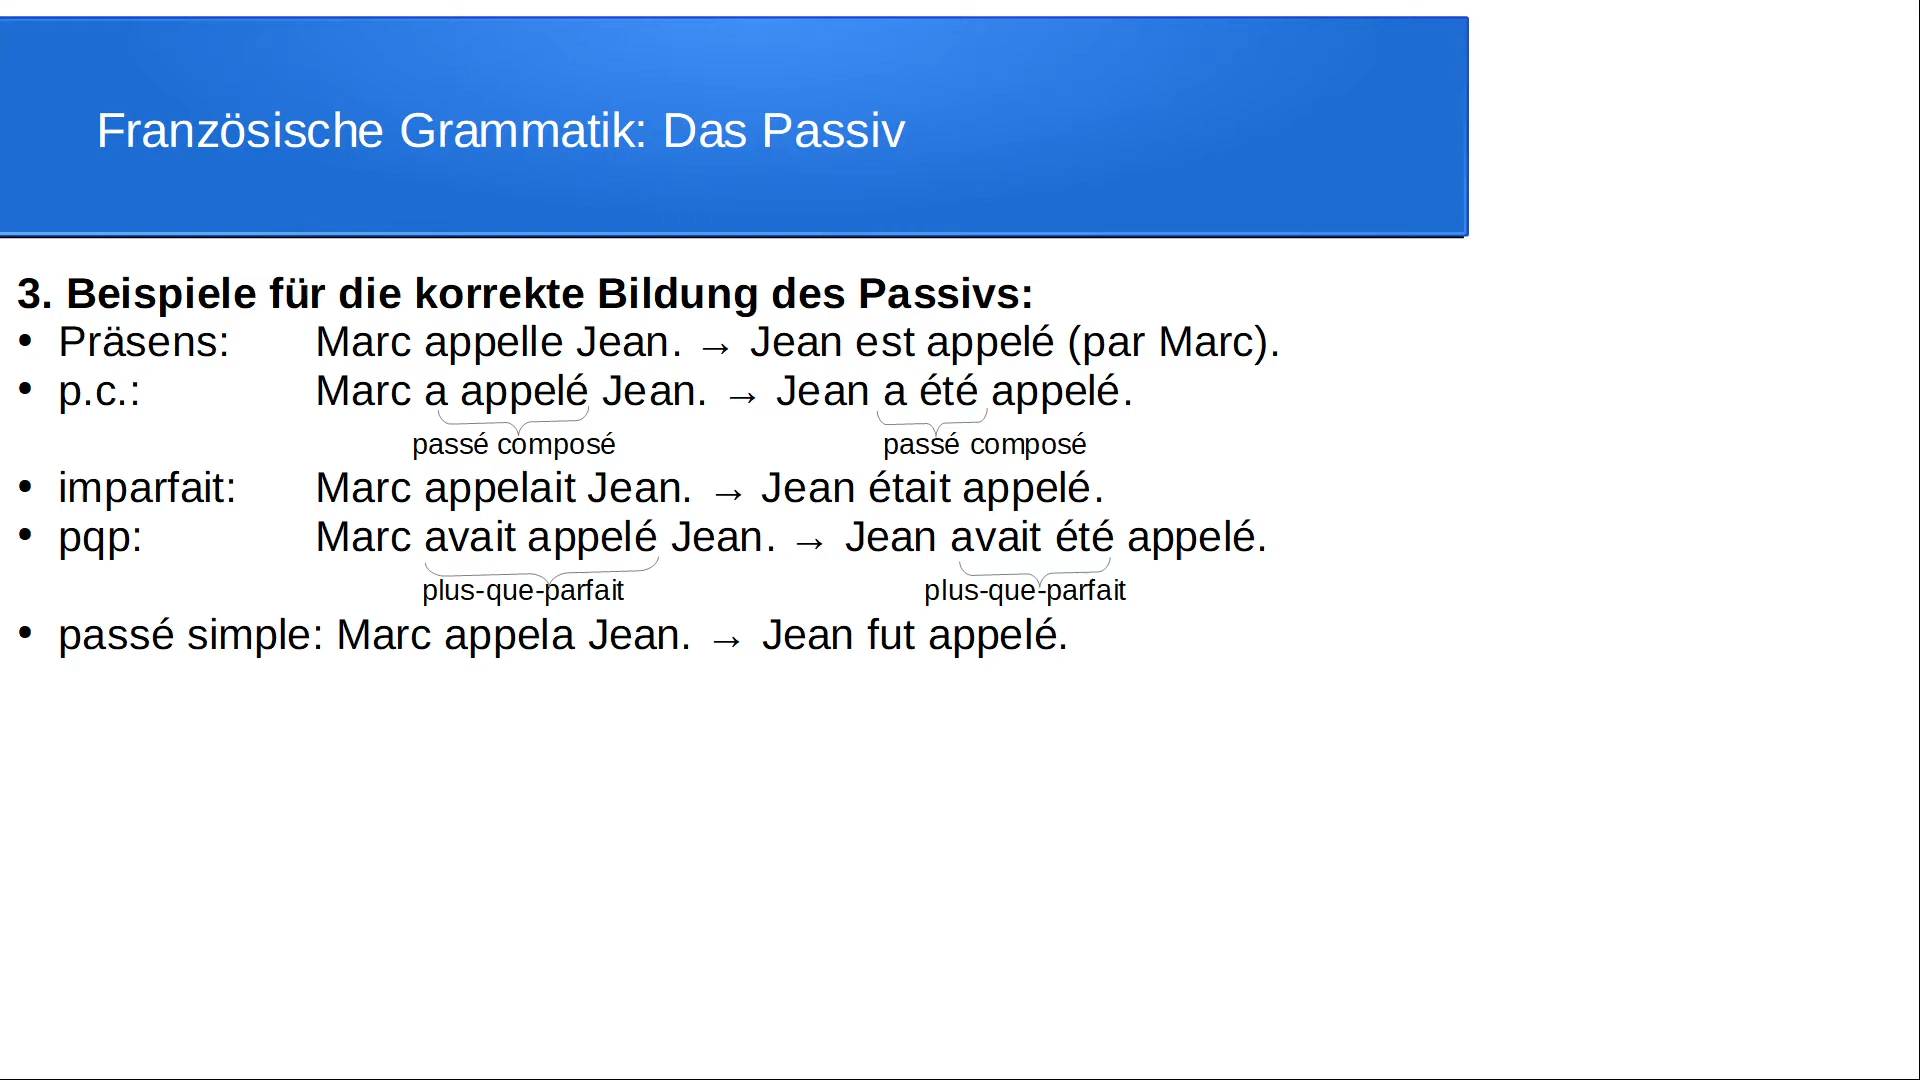 Französische Grammatik: Das Passiv
3. Beispiele für die korrekte Bildung des Passivs:
• Präsens: Marc appelle Jean. → Jean est appelé (par Marc).
• p.c.: Marc a appelé Jean. → Jean a été appelé.
passé composé passé composé
• imparfait: Marc appelait Jean. → Jean était appelé.
• pqp: Marc avait appelé Jean. → Jean avait été appelé.
plus-que-parfait plus-que-parfait
• passé simple: Marc appela Jean. → Jean fut appelé.